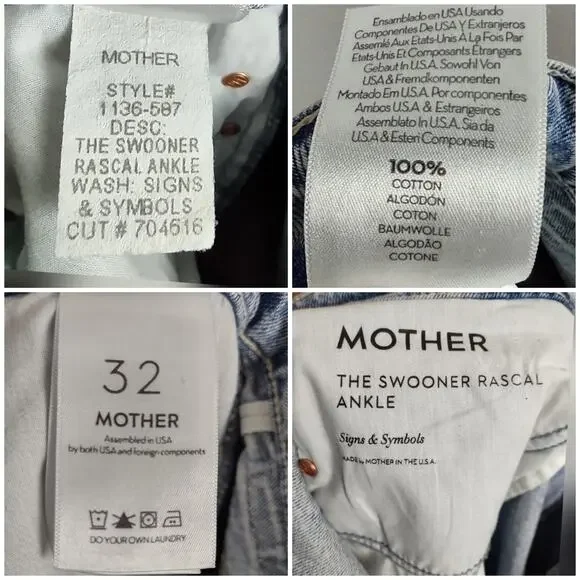 MOTHER
STYLE#
1136-587
DESC:
THE SWOONER
RASCAL ANKLE
WASH: SIGNS
& SYMBOLS
CUT # 704616
Ensamblado en USA Usando
Componentes De USA Y Extranjeros
Assemlé Aux Etats-Unis À La Fois Par
Etats-Unis Et Composants Étrangers
Gebaut In U.S.A. Sowohl Von
USA & Fremdkomponenten
Montado Em U.S.A. Por componentes
Ambos U.S.A & Estrangeiros
Assemblato In U.S.A. Sia da
U.S.A & Esteri Components
100%
COTTON
ALGODÓN
COTON
BAUMWOLLE
ALGODÃO
COTONE
32
MOTHER
Assembled in USA
by both USA and foreign components
DO YOUR OWN LAUNDRY
MOTHER
THE SWOONER RASCAL
ANKLE
Signs & Symbols
MADE by MOTHER IN THE U.S.A.